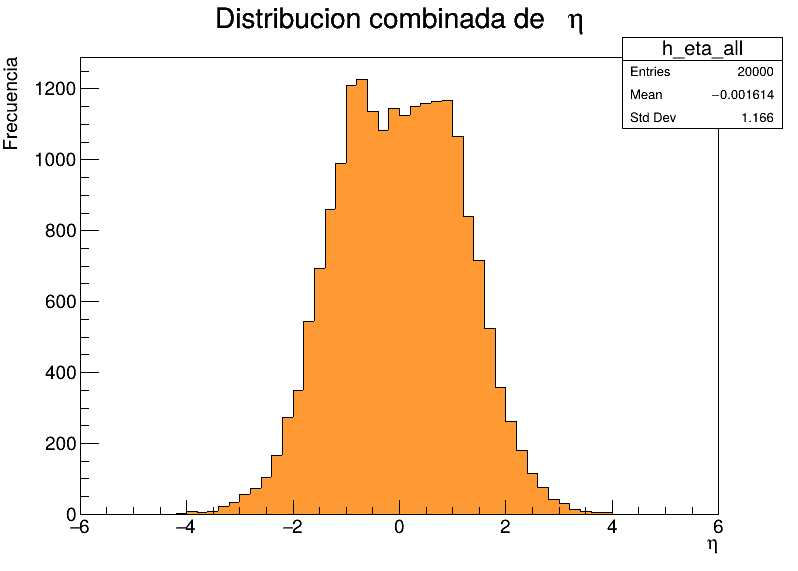 Distribucion combinada de η
h_eta_all
Entries 20000
Mean −0.001614
Std Dev 1.166
Frecuencia
1200
1000
800
600
400
200
0
−6 −4 −2 0 2 4 6
η